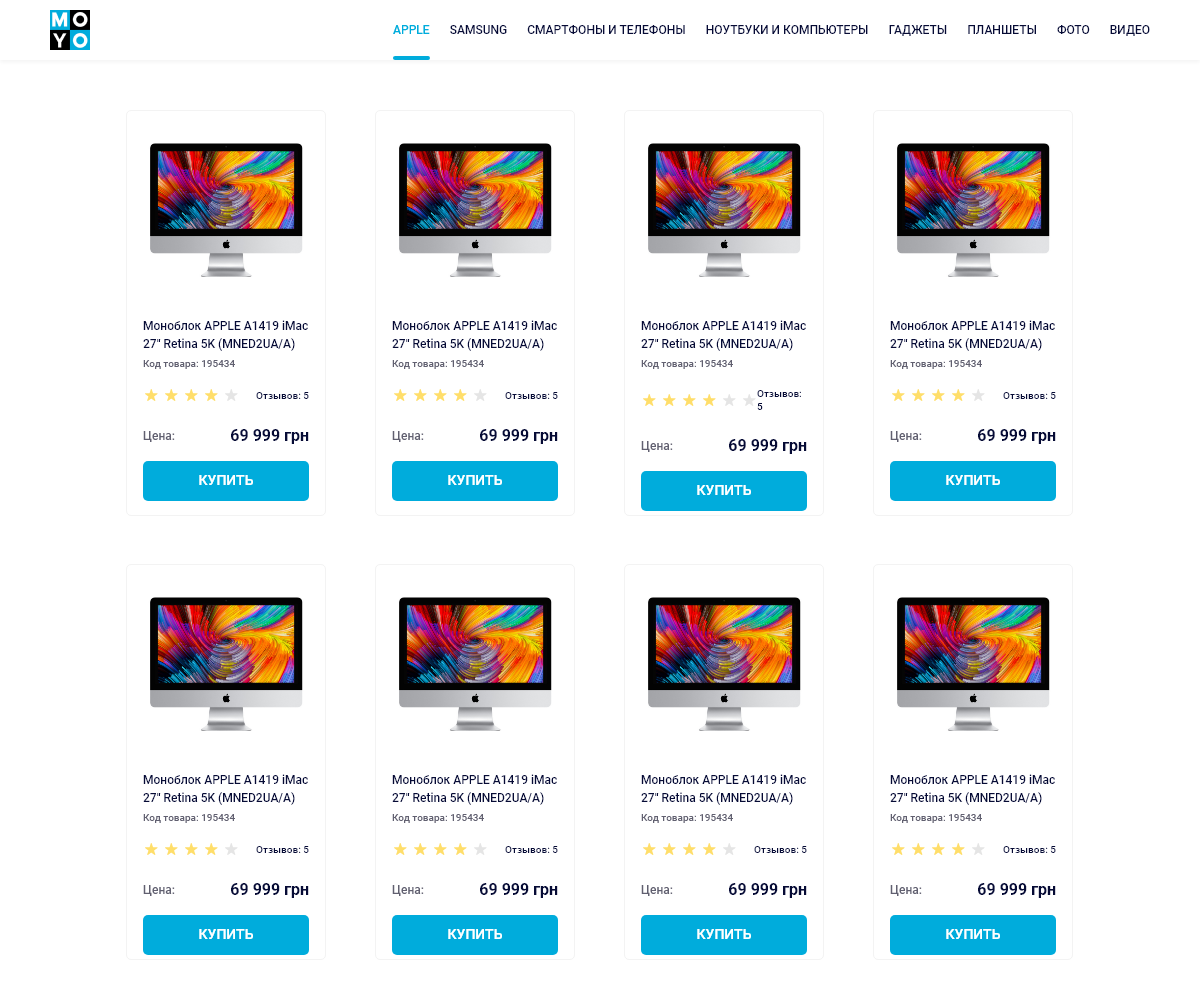 MO
YO
APPLE SAMSUNG СМАРТФОНЫ И ТЕЛЕФОНЫ НОУТБУКИ И КОМПЬЮТЕРЫ ГАДЖЕТЫ ПЛАНШЕТЫ ФОТО ВИДЕО
Моноблок APPLE A1419 iMac
27" Retina 5K (MNED2UA/A)
Код товара: 195434
Отзывов: 5
Цена: 69 999 грн
КУПИТЬ
Моноблок APPLE A1419 iMac
27" Retina 5K (MNED2UA/A)
Код товара: 195434
Отзывов: 5
Цена: 69 999 грн
КУПИТЬ
Моноблок APPLE A1419 iMac
27" Retina 5K (MNED2UA/A)
Код товара: 195434
Отзывов:
5
Цена: 69 999 грн
КУПИТЬ
Моноблок APPLE A1419 iMac
27" Retina 5K (MNED2UA/A)
Код товара: 195434
Отзывов: 5
Цена: 69 999 грн
КУПИТЬ
Моноблок APPLE A1419 iMac
27" Retina 5K (MNED2UA/A)
Код товара: 195434
Отзывов: 5
Цена: 69 999 грн
КУПИТЬ
Моноблок APPLE A1419 iMac
27" Retina 5K (MNED2UA/A)
Код товара: 195434
Отзывов: 5
Цена: 69 999 грн
КУПИТЬ
Моноблок APPLE A1419 iMac
27" Retina 5K (MNED2UA/A)
Код товара: 195434
Отзывов: 5
Цена: 69 999 грн
КУПИТЬ
Моноблок APPLE A1419 iMac
27" Retina 5K (MNED2UA/A)
Код товара: 195434
Отзывов: 5
Цена: 69 999 грн
КУПИТЬ